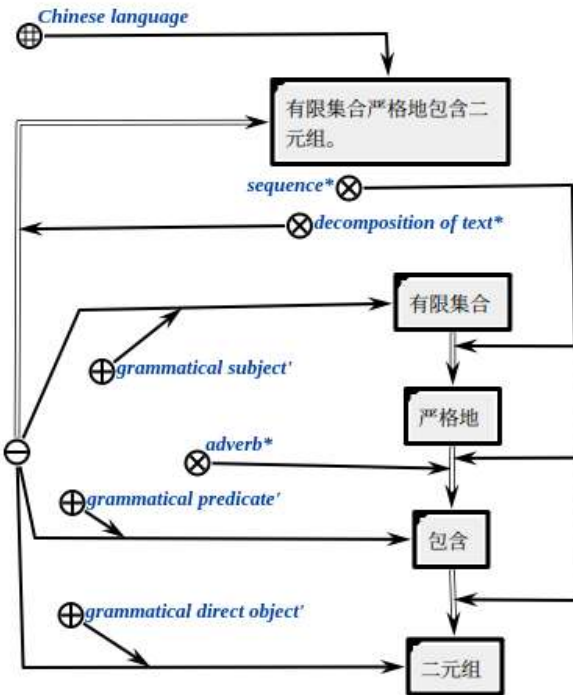 Chinese language
有限集合严格地包含二
元组。
sequence*
decomposition of text*
有限集合
grammatical subject'
严格地
adverb*
grammatical predicate'
包含
grammatical direct object'
二元组